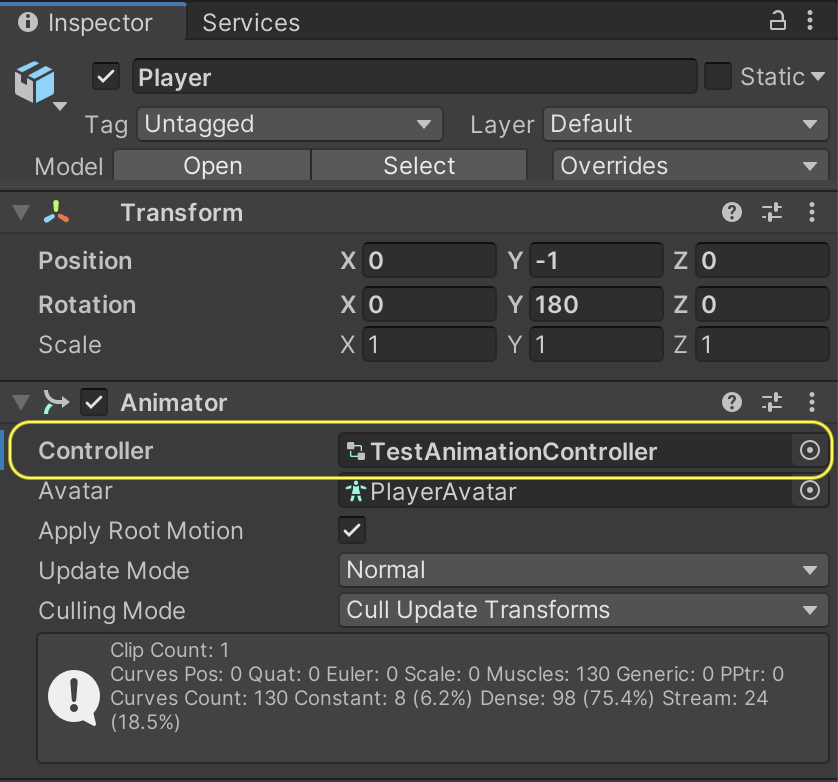 Inspector Services
Player Static
Tag Untagged Layer Default
Model Open Select Overrides
Transform
Position X 0 Y -1 Z 0
Rotation X 0 Y 180 Z 0
Scale X 1 Y 1 Z 1
Animator
Controller TestAnimationController
Avatar PlayerAvatar
Apply Root Motion
Update Mode Normal
Culling Mode Cull Update Transforms
Clip Count: 1
Curves Pos: 0 Quat: 0 Euler: 0 Scale: 0 Muscles: 130 Generic: 0 PPtr: 0
Curves Count: 130 Constant: 8 (6.2%) Dense: 98 (75.4%) Stream: 24
(18.5%)